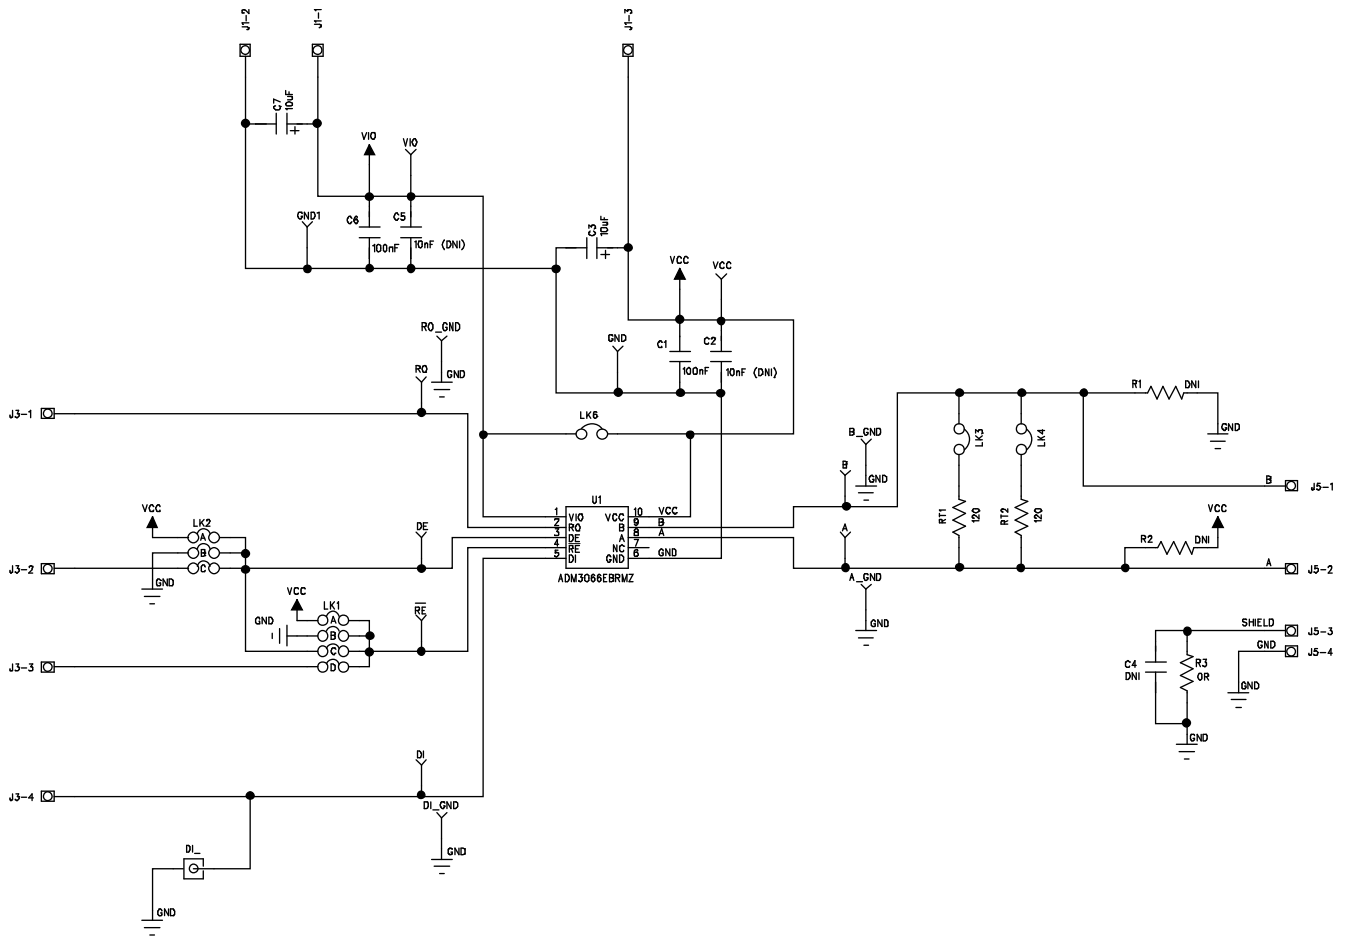 J1-2
J1-1
J1-3
C7
10uF
+
VIO
VIO
GND1
C6
C5
100nF
10nF (DNI)
C3
10uF
+
VCC
VCC
GND
C1
C2
100nF
10nF (DNI)
RO_GND
RO
GND
J3-1
LK6
R1
DNI
GND
B_GND
GND
LK3
LK4
B
J5-1
B
U1
1
VIO
VCC
10
VCC
2
RO
B
9
B
3
DE
A
8
A
4
RE
NC
7
5
DI
GND
6
GND
ADM3066EBRMZ
RT1
120
RT2
120
VCC
R2
DNI
A
VCC
LK2
A
B
C
DE
J3-2
GND
A
J5-2
A_GND
GND
VCC
LK1
GND
A
B
C
D
RE
J3-3
SHIELD
J5-3
GND
J5-4
C4
DNI
R3
0R
GND
GND
DI
J3-4
DI_GND
GND
DI_
GND